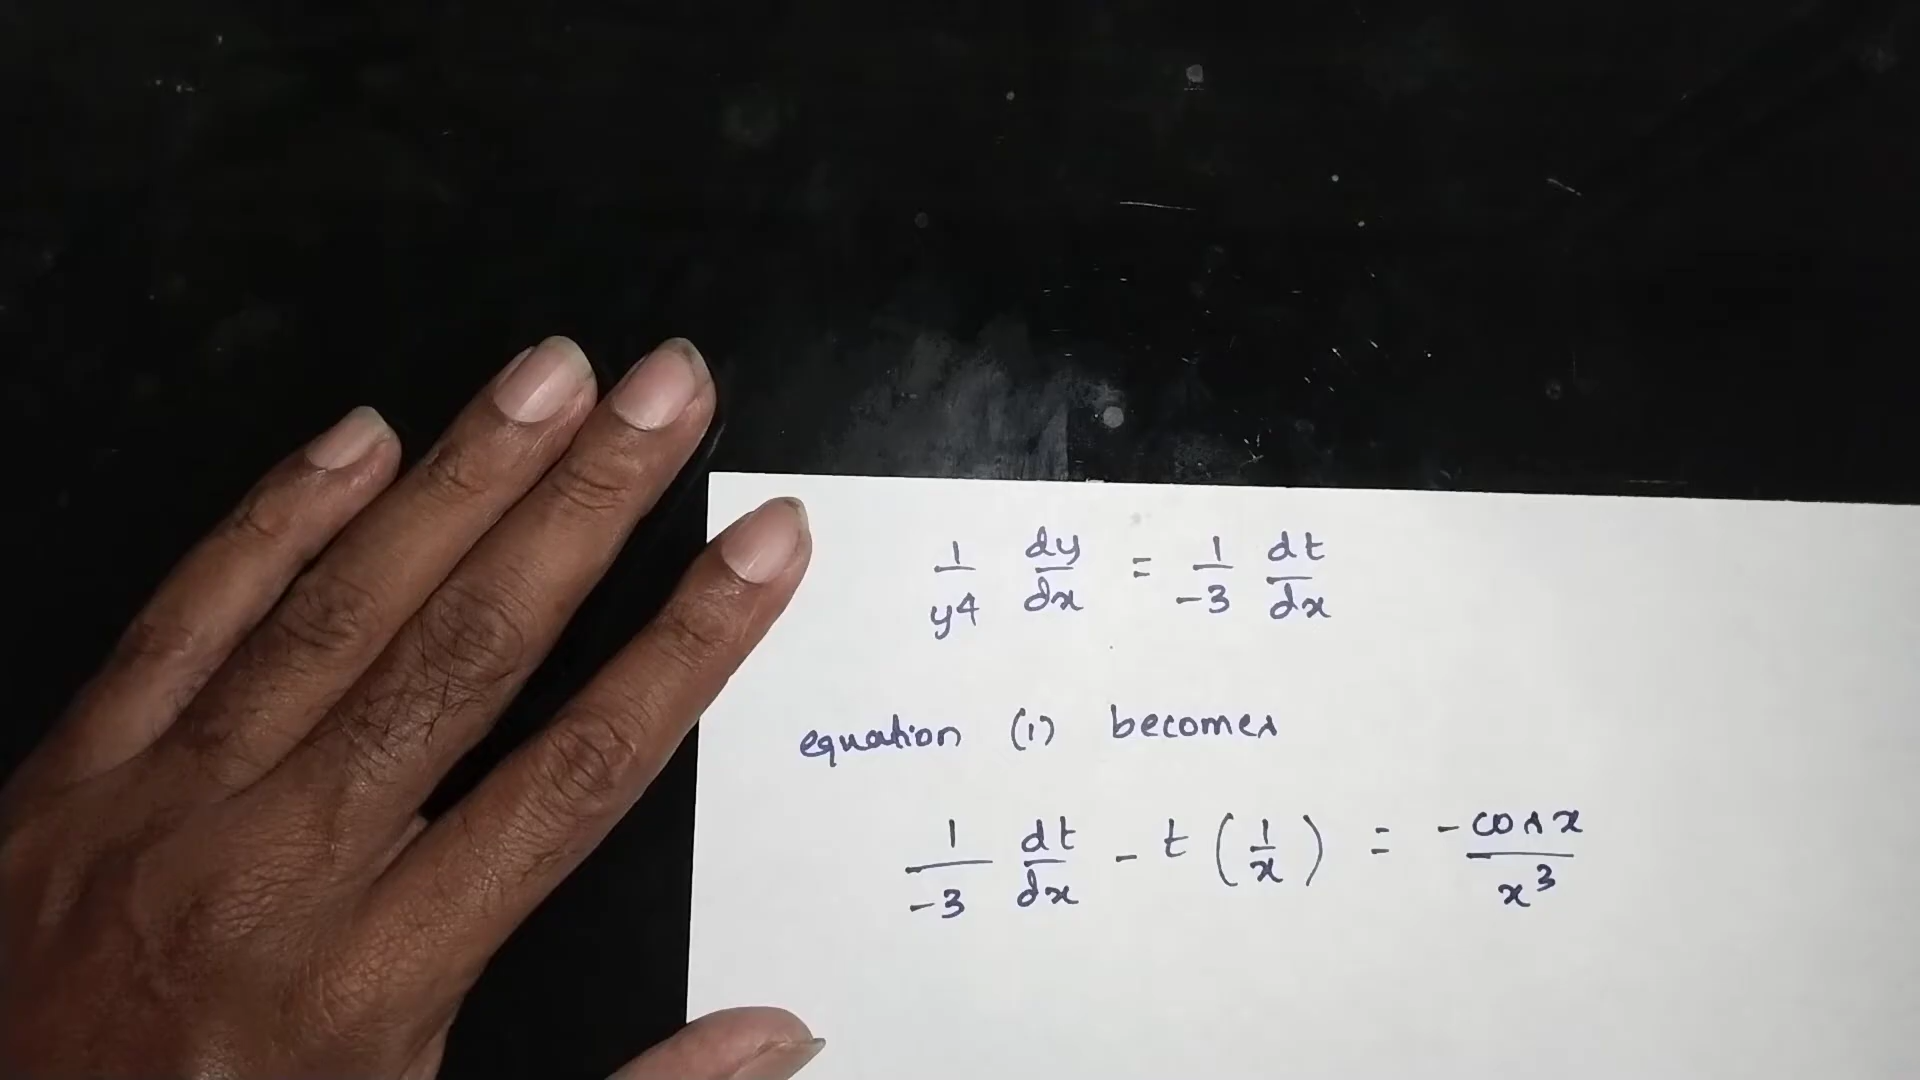 1/y4 dy/dx = 1/-3 dt/dx
equation (1) becomes
1/-3 dt/dx - t (1/x) = -cos x/x³